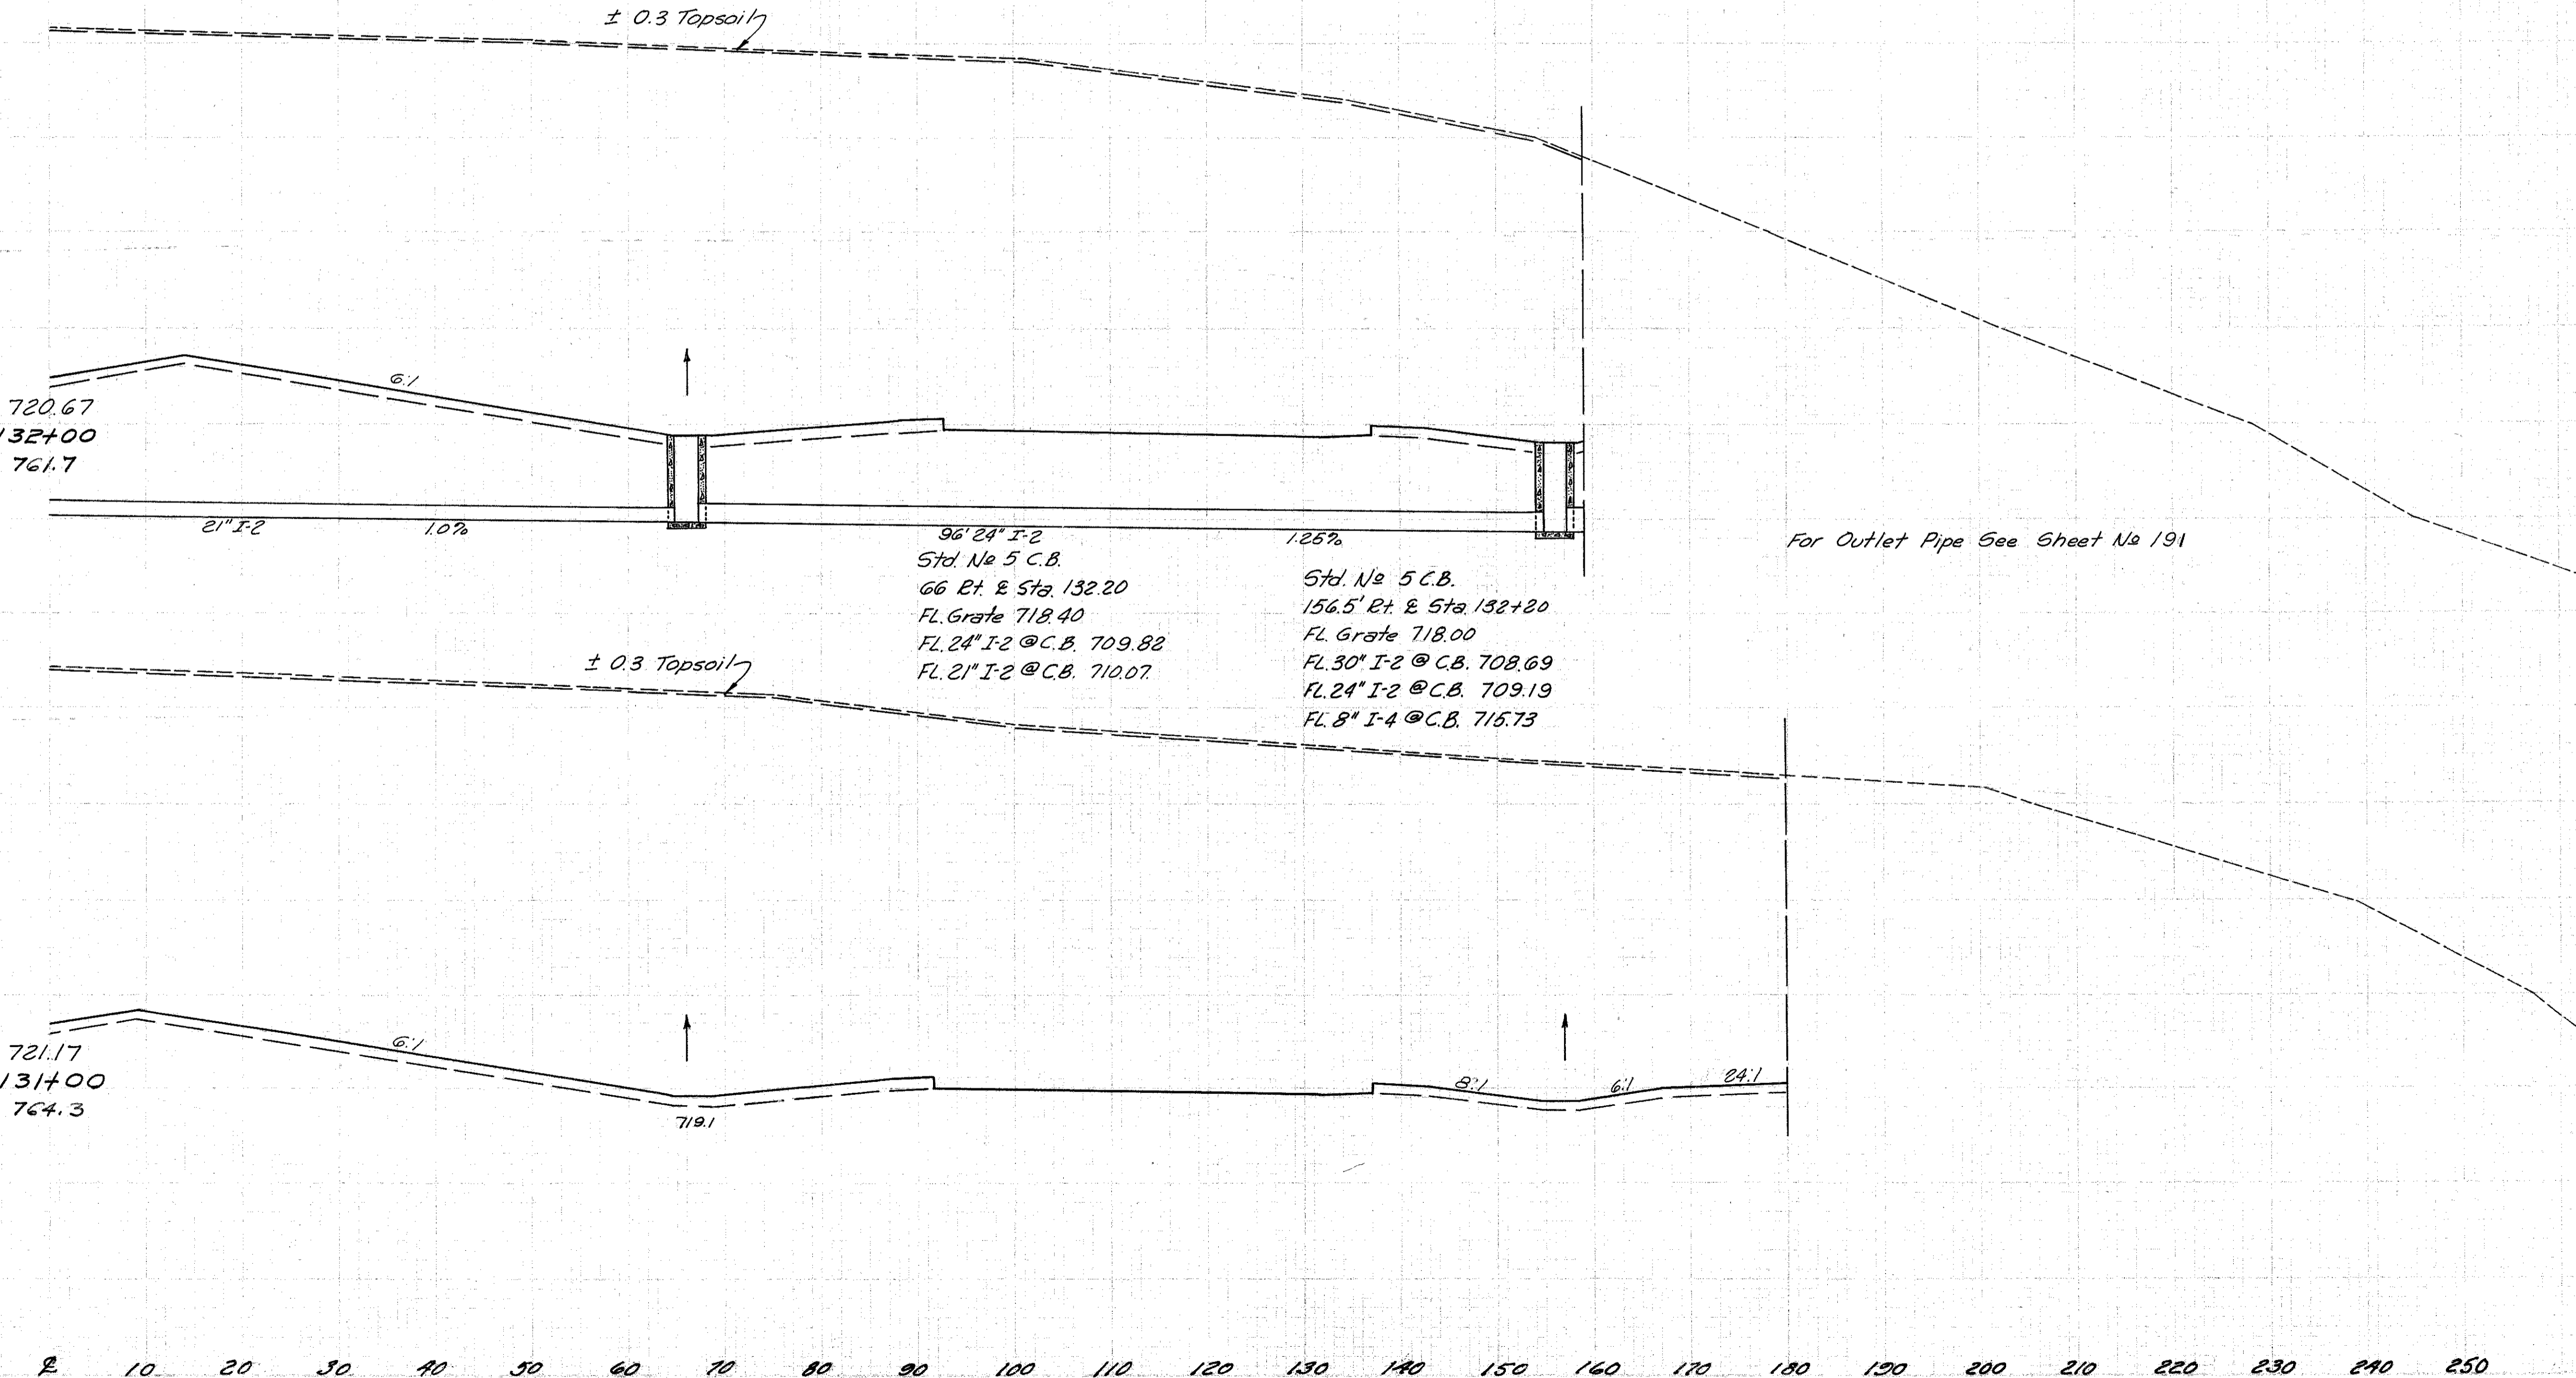 ± 0.3 Topsoil
6:1
720.67
132+00
761.7
21" I-2 1.0%
96' 24" I-2 1.25%
Std. No 5 C.B.
66 Rt. ℄ Sta. 132.20
FL. Grate 718.40
FL. 24" I-2 @ C.B. 709.82
FL. 21" I-2 @ C.B. 710.07
Std. No 5 C.B.
156.5' Rt. ℄ Sta. 132+20
FL. Grate 718.00
FL. 30" I-2 @ C.B. 708.69
FL. 24" I-2 @ C.B. 709.19
FL. 8" I-4 @ C.B. 715.73
For Outlet Pipe See Sheet No 191
± 0.3 Topsoil
6:1
721.17
131+00
764.3
719.1
8:1 6:1 24:1
℄ 10 20 30 40 50 60 70 80 90 100 110 120 130 140 150 160 170 180 190 200 210 220 230 240 250